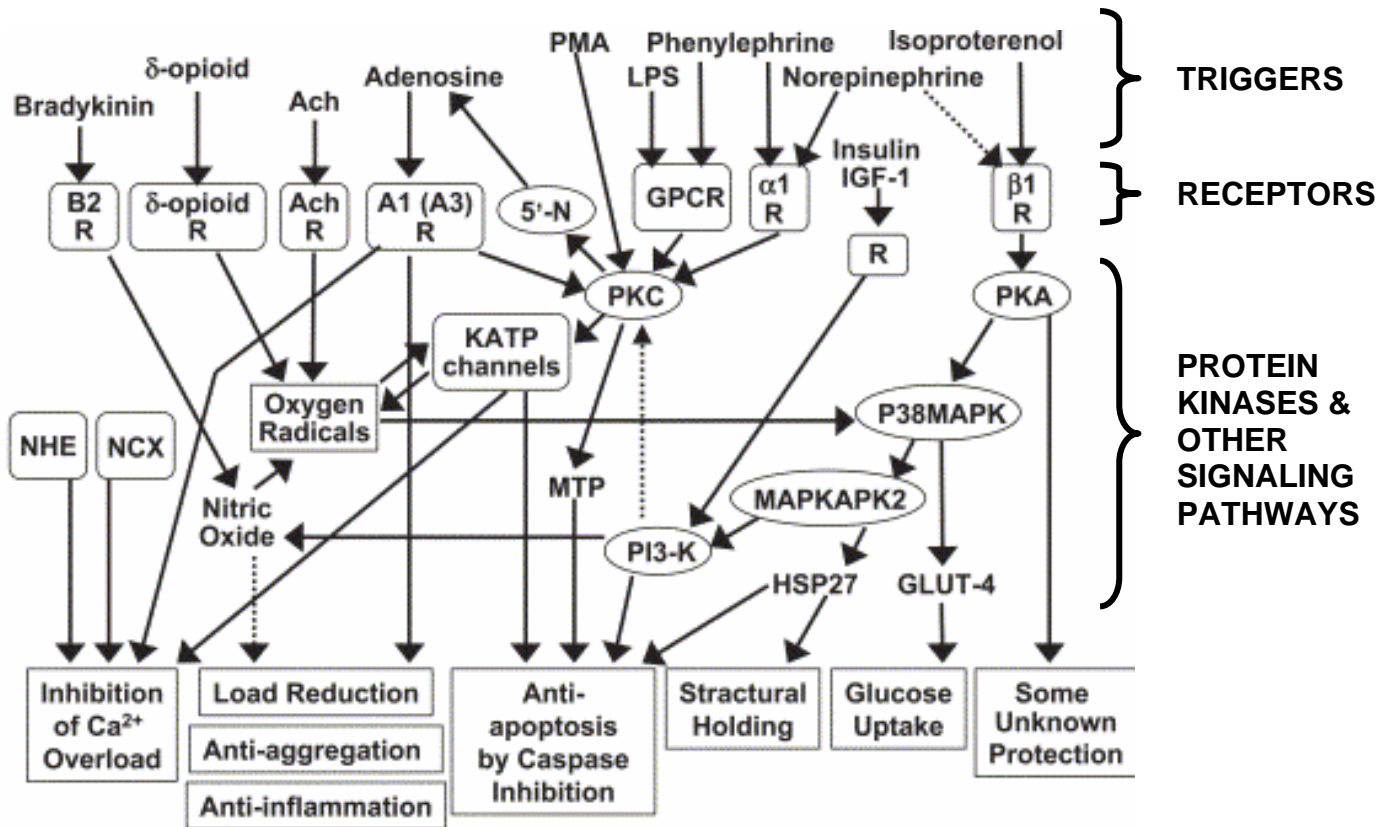 PMA
Phenylephrine
Isoproterenol
δ-opioid
Adenosine
LPS
Norepinephrine
TRIGGERS
Bradykinin
Ach
Insulin
IGF-1
B2
R
δ-opioid
R
Ach
R
A1 (A3)
R
5'-N
GPCR
α1
R
β1
R
RECEPTORS
R
PKC
PKA
KATP
channels
Oxygen
Radicals
P38MAPK
PROTEIN
KINASES &
OTHER
SIGNALING
PATHWAYS
NHE
NCX
Nitric
Oxide
MTP
MAPKAPK2
PI3-K
HSP27
GLUT-4
Inhibition
of Ca²⁺
Overload
Load Reduction
Anti-aggregation
Anti-inflammation
Anti-
apoptosis
by Caspase
Inhibition
Stractural
Holding
Glucose
Uptake
Some
Unknown
Protection